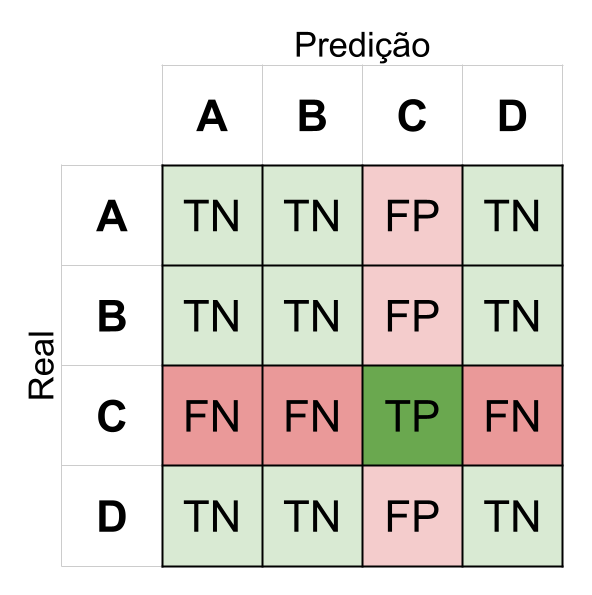 Predição
A B C D
A TN TN FP TN
B TN TN FP TN
Real
C FN FN TP FN
D TN TN FP TN